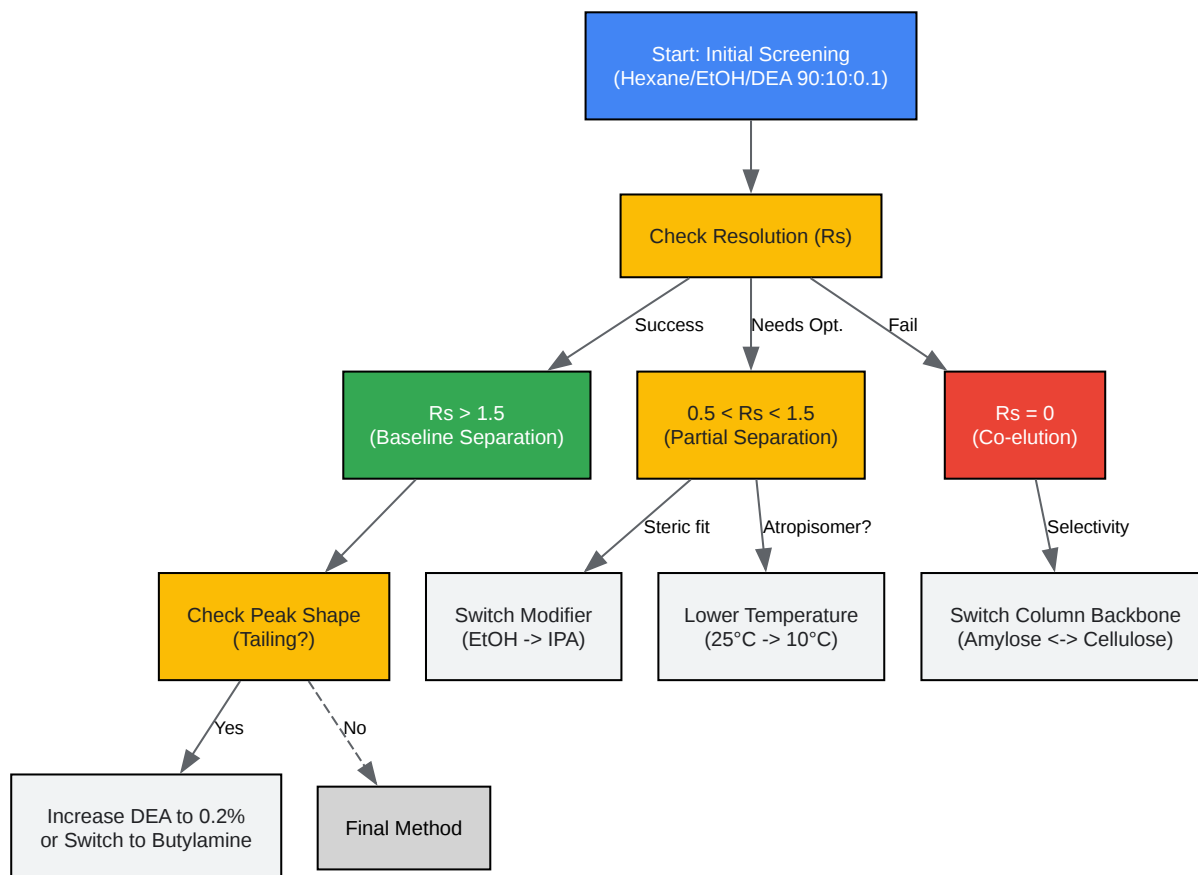 Start: Initial Screening
(Hexane/EtOH/DEA 90:10:0.1)
Check Resolution (Rs)
Success
Needs Opt.
Fail
Rs > 1.5
(Baseline Separation)
0.5 < Rs < 1.5
(Partial Separation)
Rs = 0
(Co-elution)
Steric fit
Atropisomer?
Selectivity
Check Peak Shape
(Tailing?)
Switch Modifier
(EtOH -> IPA)
Lower Temperature
(25°C -> 10°C)
Switch Column Backbone
(Amylose <-> Cellulose)
Yes
No
Increase DEA to 0.2%
or Switch to Butylamine
Final Method